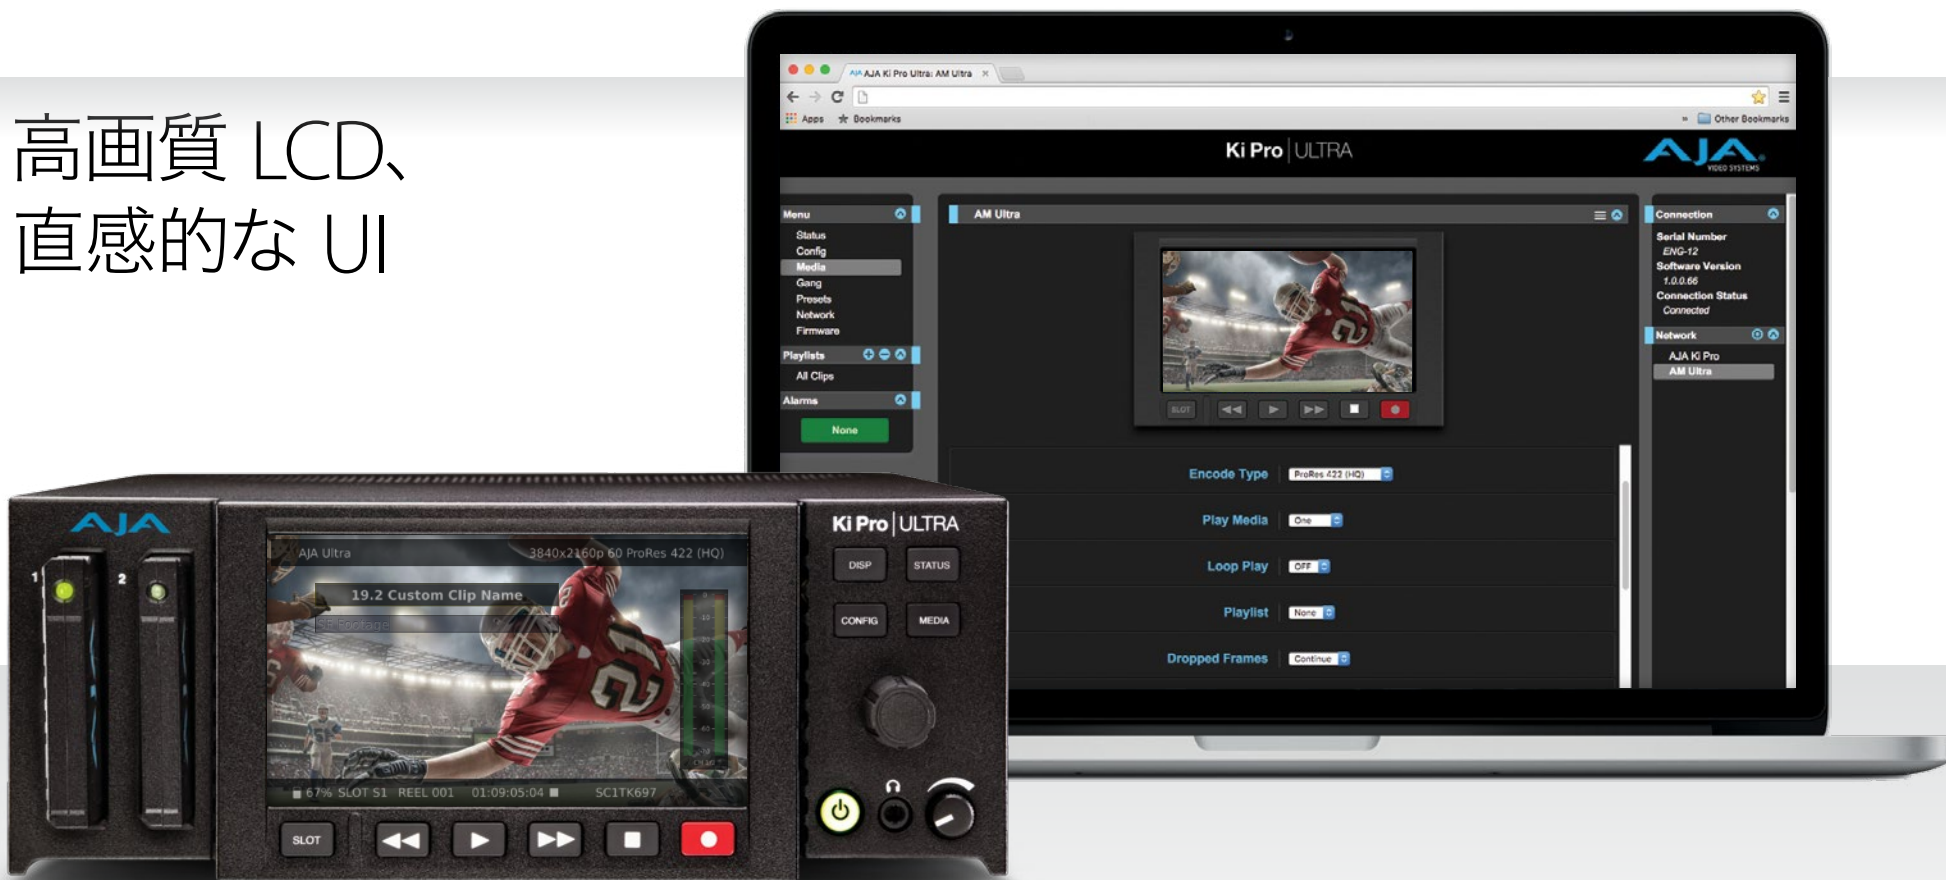 高画質 LCD、
直感的な UI
AJA AJA Ki Pro Ultra: AM Ultra ×
Apps Bookmarks
» Other Bookmarks
Ki Pro | ULTRA
AJA
VIDEO SYSTEMS
Menu
Status
Config
Media
Gang
Presets
Network
Firmware
Playlists
All Clips
Alarms
None
AM Ultra
21
SLOT
Encode Type ProRes 422 (HQ)
Play Media One
Loop Play OFF
Playlist None
Dropped Frames Continue
Connection
Serial Number
ENG-12
Software Version
1.0.0.66
Connection Status
Connected
Network
AJA Ki Pro
AM Ultra
AJA
1 2
AJA Ultra 3840x2160p 60 ProRes 422 (HQ)
19.2 Custom Clip Name
21
67% SLOT S1 REEL 001 01:09:05:04 SC1TK697
SLOT
Ki Pro | ULTRA
DISP STATUS
CONFIG MEDIA